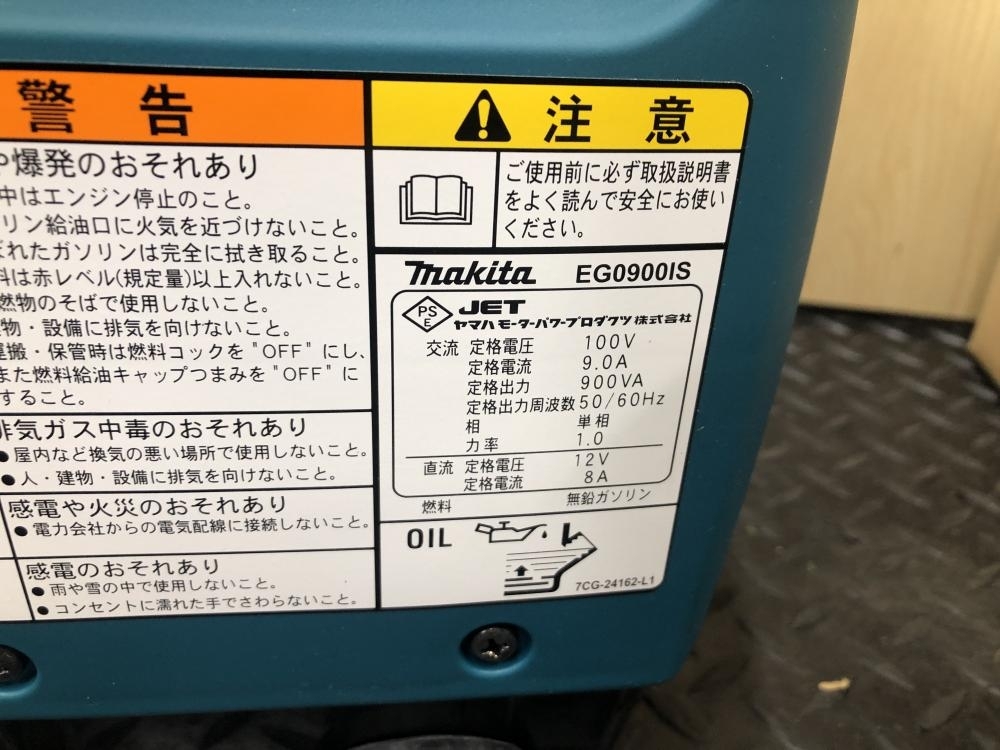 警告
爆発のおそれあり
中はエンジン停止のこと。
リン給油口に火気を近づけないこと。
れたガソリンは完全に拭き取ること。
料は赤レベル(規定量)以上入れないこと。
燃物のそばで使用しないこと。
物・設備に排気を向けないこと。
搬・保管時は燃料コックを"OFF"にし、
また燃料給油キャップつまみを"OFF"に
すること。
排気ガス中毒のおそれあり
●屋内など換気の悪い場所で使用しないこと。
●人・建物・設備に排気を向けないこと。
感電や火災のおそれあり
●電力会社からの電気配線に接続しないこと。
感電のおそれあり
●雨や雪の中で使用しないこと。
●コンセントに濡れた手でさわらないこと。
注意
ご使用前に必ず取扱説明書
をよく読んで安全にお使い
ください。
makita EG0900IS
PS E JET
ヤマハモーターパワープロダクツ株式会社
交流 定格電圧 100V
定格電流 9.0A
定格出力 900VA
定格出力周波数 50/60Hz
相 単相
力率 1.0
直流 定格電圧 12V
定格電流 8A
燃料 無鉛ガソリン
OIL
7CG-24162-L1